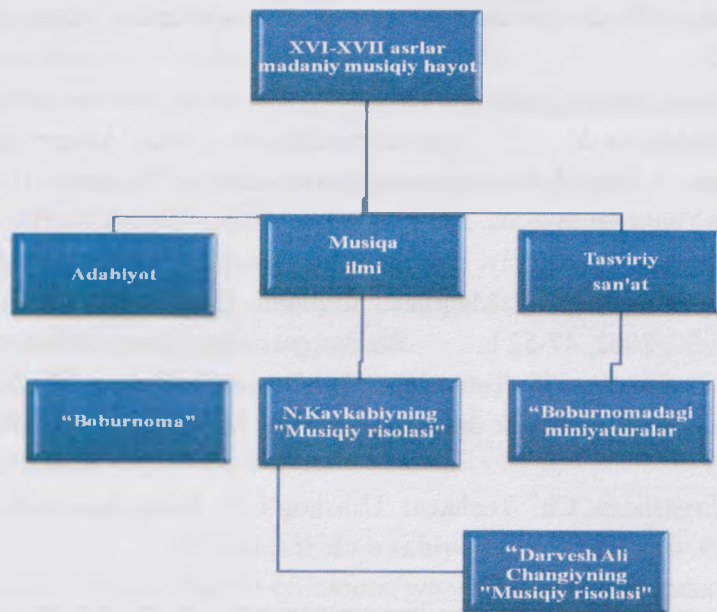 XVI-XVII asrlar
madaniy musiqiy hayot
Adabiyot
Musiqa
ilmi
Tasviriy
san'at
“Boburnoma”
N.Kavkabiyning
"Musiqiy risolasi"
“Boburnomadagi
miniyaturalar
“Darvesh Ali
Changiyning
"Musiqiy risolasi"